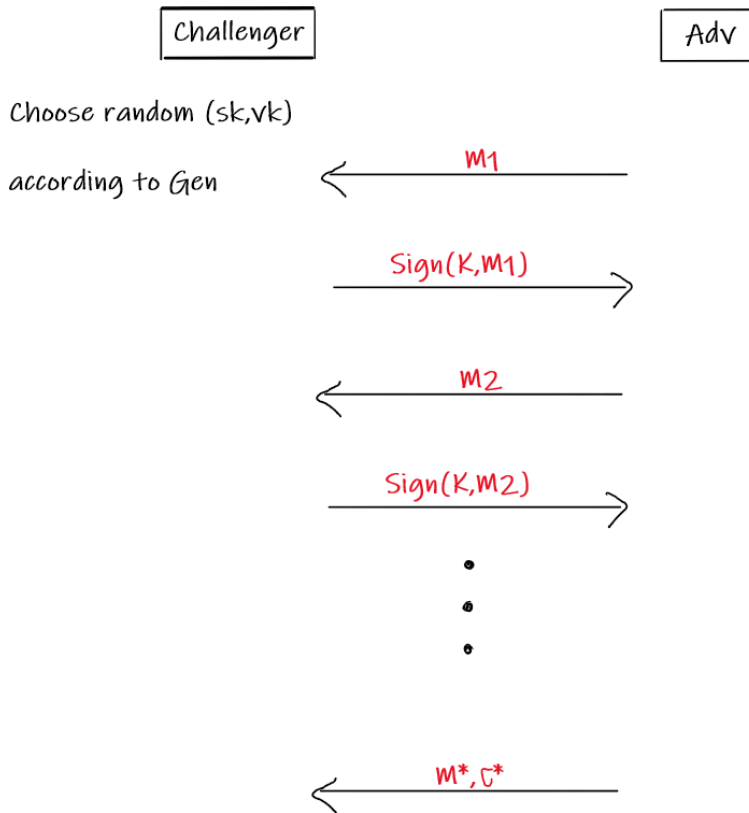 Challenger
Adv
Choose random (sk,vk)
m1
according to Gen
Sign(K,m1)
m2
Sign(K,m2)
m*, σ*